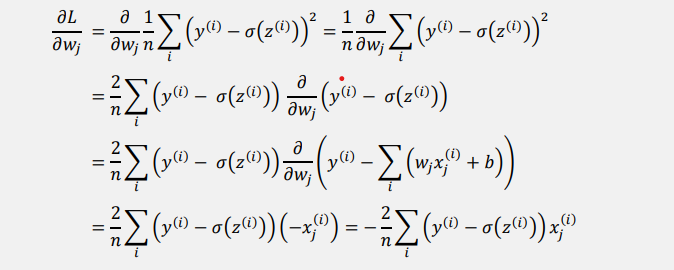 ∂L/∂w_j = ∂/∂w_j 1/n ∑_i (y^(i) − σ(z^(i)))^2 = 1/n ∂/∂w_j ∑_i (y^(i) − σ(z^(i)))^2
= 2/n ∑_i (y^(i) − σ(z^(i))) ∂/∂w_j (y^(i) − σ(z^(i)))
= 2/n ∑_i (y^(i) − σ(z^(i))) ∂/∂w_j (y^(i) − ∑_i (w_j x_j^(i) + b))
= 2/n ∑_i (y^(i) − σ(z^(i))) (−x_j^(i)) = − 2/n ∑_i (y^(i) − σ(z^(i))) x_j^(i)